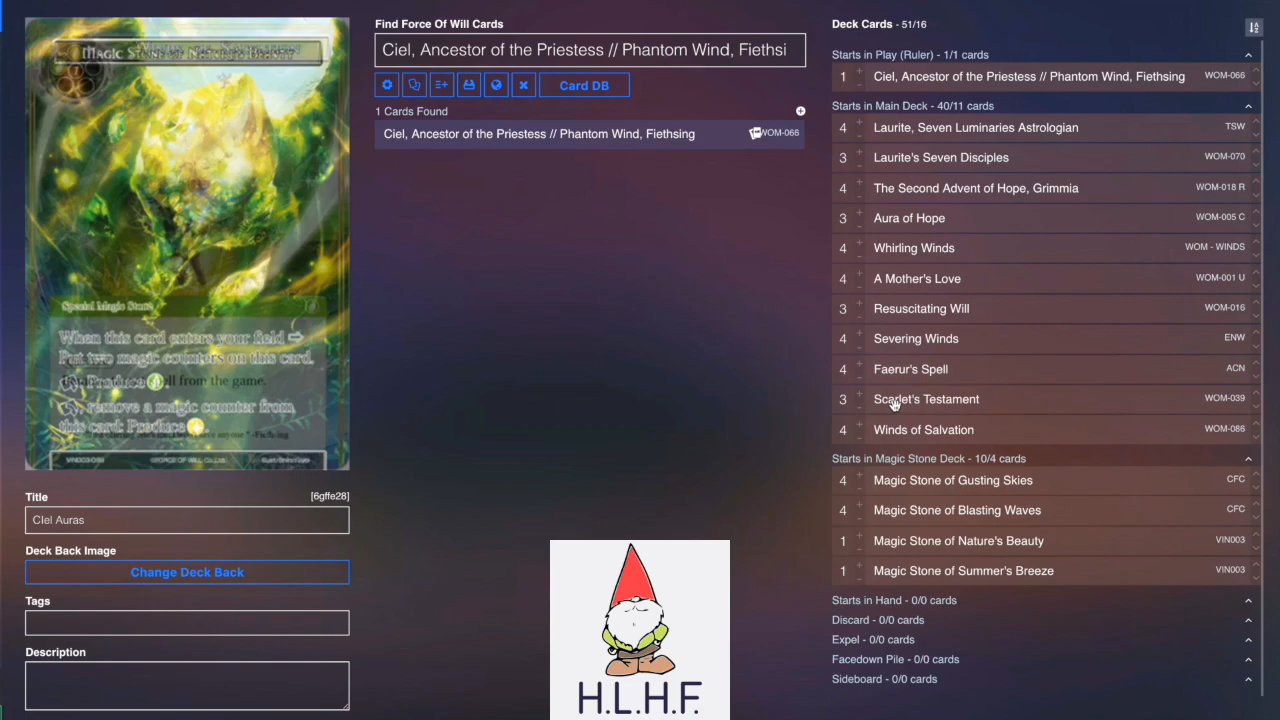 Special Magic Stone
When this card enters your field ⇨
Put two magic counters on this card.
Produce
spell from the game.
, remove a magic counter from
this card: Produce
Title
[6gffe28]
CIel Auras
Deck Back Image
Change Deck Back
Tags
Description
Find Force Of Will Cards
Ciel, Ancestor of the Priestess // Phantom Wind, Fiethsi
Card DB
1 Cards Found
Ciel, Ancestor of the Priestess // Phantom Wind, Fiethsing
WOM-066
H.L.H.F.
Deck Cards - 51/16
Starts in Play (Ruler) - 1/1 cards
1 Ciel, Ancestor of the Priestess // Phantom Wind, Fiethsing WOM-066
Starts in Main Deck - 40/11 cards
4 Laurite, Seven Luminaries Astrologian TSW
3 Laurite's Seven Disciples WOM-070
4 The Second Advent of Hope, Grimmia WOM-018 R
3 Aura of Hope WOM-005 C
4 Whirling Winds WOM - WINDS
4 A Mother's Love WOM-001 U
3 Resuscitating Will WOM-016
4 Severing Winds ENW
4 Faerur's Spell ACN
3 Scarlet's Testament WOM-039
4 Winds of Salvation WOM-086
Starts in Magic Stone Deck - 10/4 cards
4 Magic Stone of Gusting Skies CFC
4 Magic Stone of Blasting Waves CFC
1 Magic Stone of Nature's Beauty VIN003
1 Magic Stone of Summer's Breeze VIN003
Starts in Hand - 0/0 cards
Discard - 0/0 cards
Expel - 0/0 cards
Facedown Pile - 0/0 cards
Sideboard - 0/0 cards